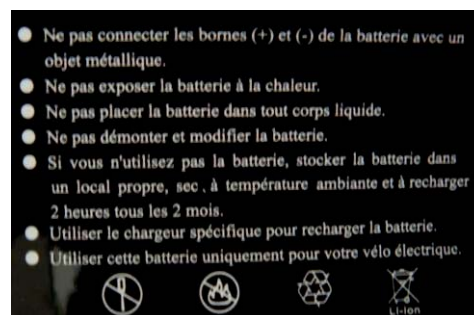 Ne pas connecter les bornes (+) et (-) de la batterie avec un
objet métallique.
Ne pas exposer la batterie à la chaleur.
Ne pas placer la batterie dans tout corps liquide.
Ne pas démonter et modifier la batterie.
Si vous n'utilisez pas la batterie, stocker la batterie dans
un local propre, sec, à température ambiante et à recharger
2 heures tous les 2 mois.
Utiliser le chargeur spécifique pour recharger la batterie.
Utiliser cette batterie uniquement pour votre vélo électrique.
Li-Ion